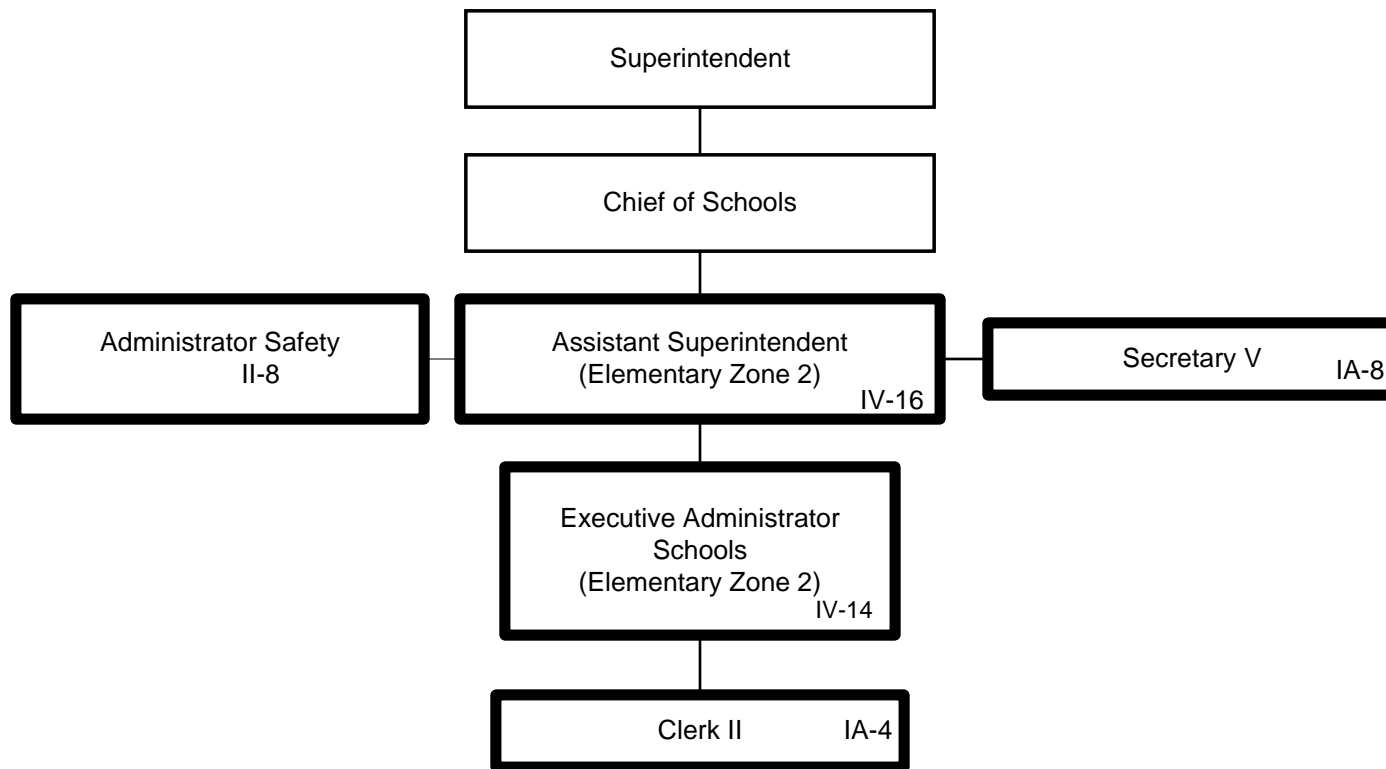 Superintendent
Chief of Schools
Administrator Safety
II-8
Assistant Superintendent
(Elementary Zone 2)
IV-16
Secretary V
IA-8
Executive Administrator
Schools
(Elementary Zone 2)
IV-14
Clerk II
IA-4